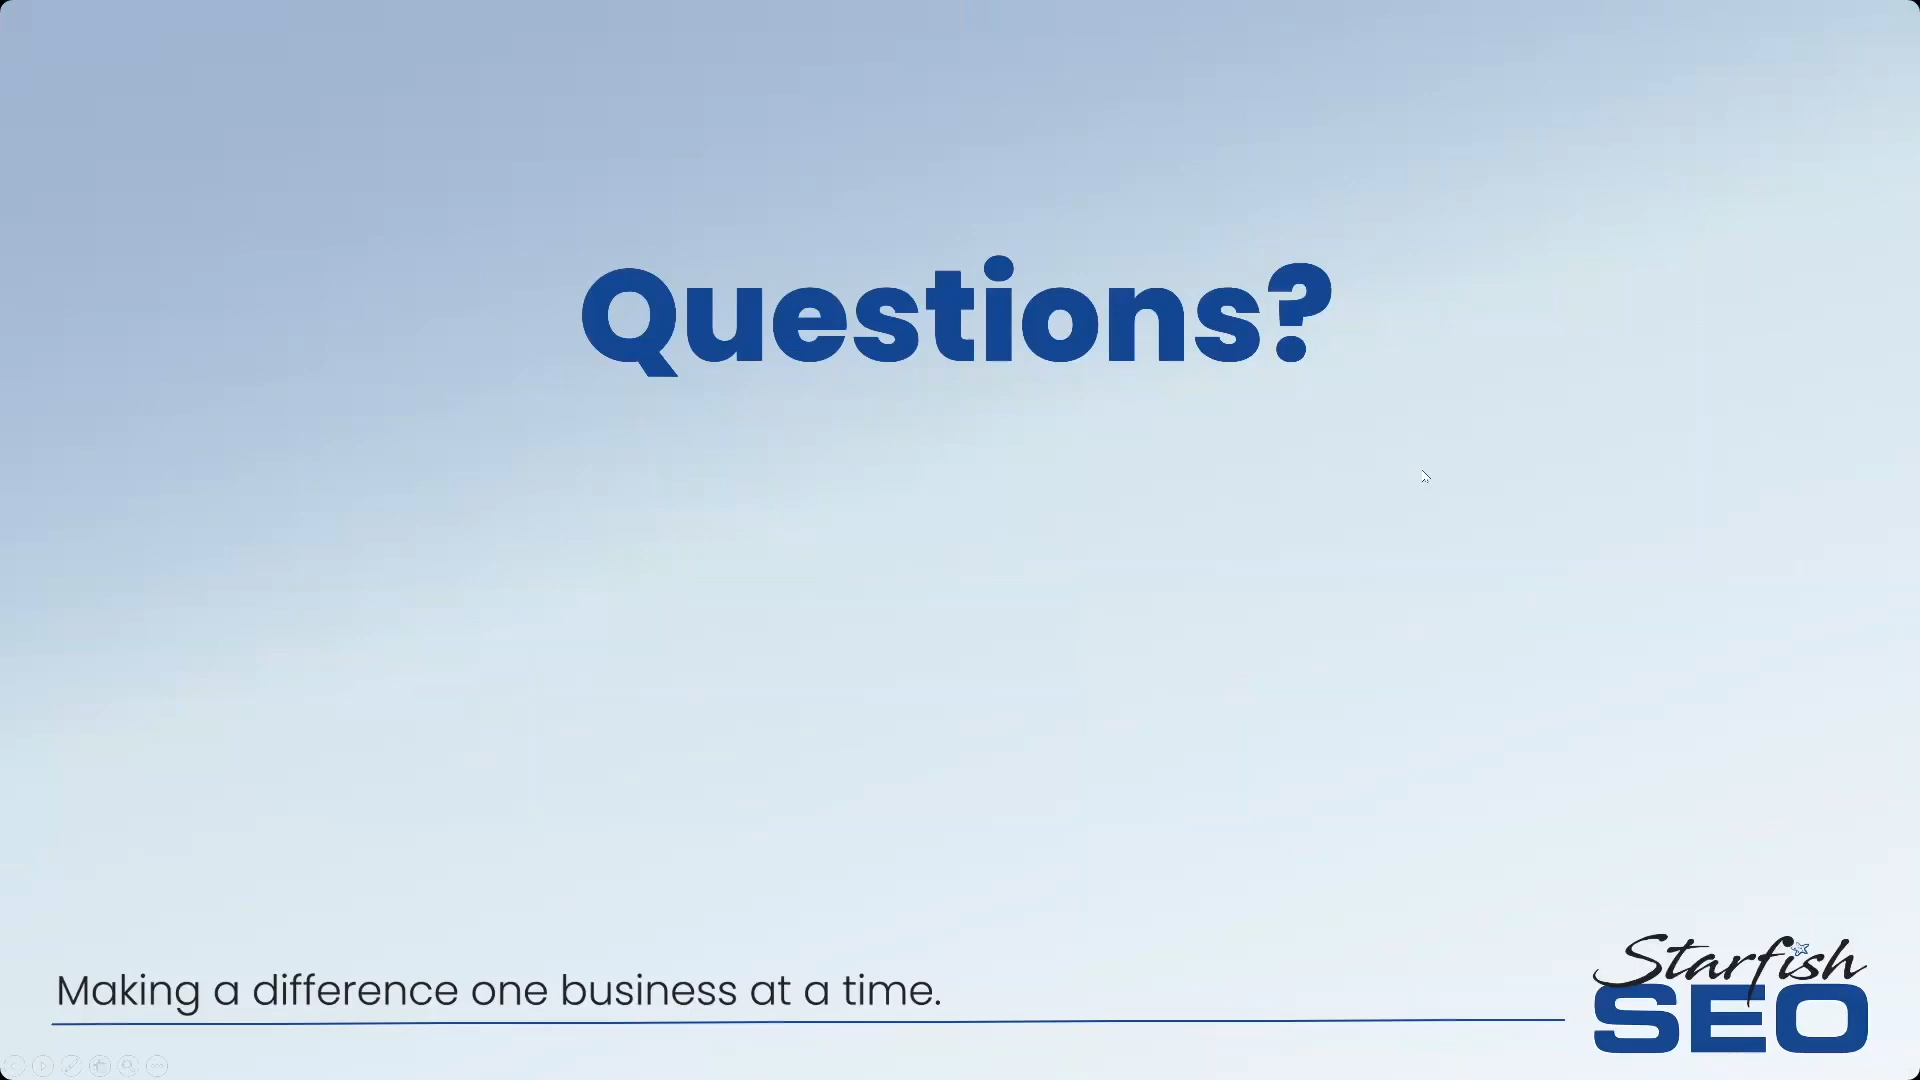 Questions?
Making a difference one business at a time.
Starfish
SEO